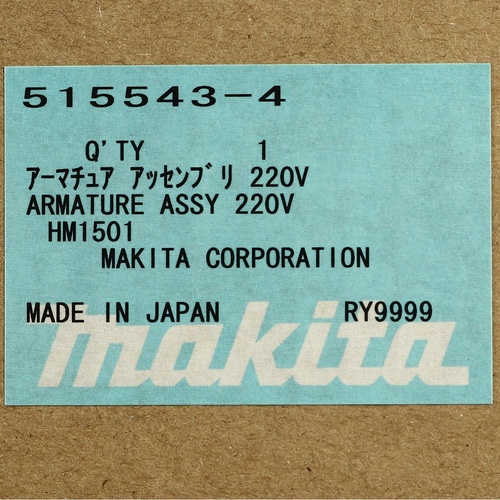 515543-4
Q'TY 1
ｱｰﾏﾁｭｱ ｱｯｾﾝﾌﾞﾘ 220V
ARMATURE ASSY 220V
HM1501
MAKITA CORPORATION
MADE IN JAPAN RY9999
makita